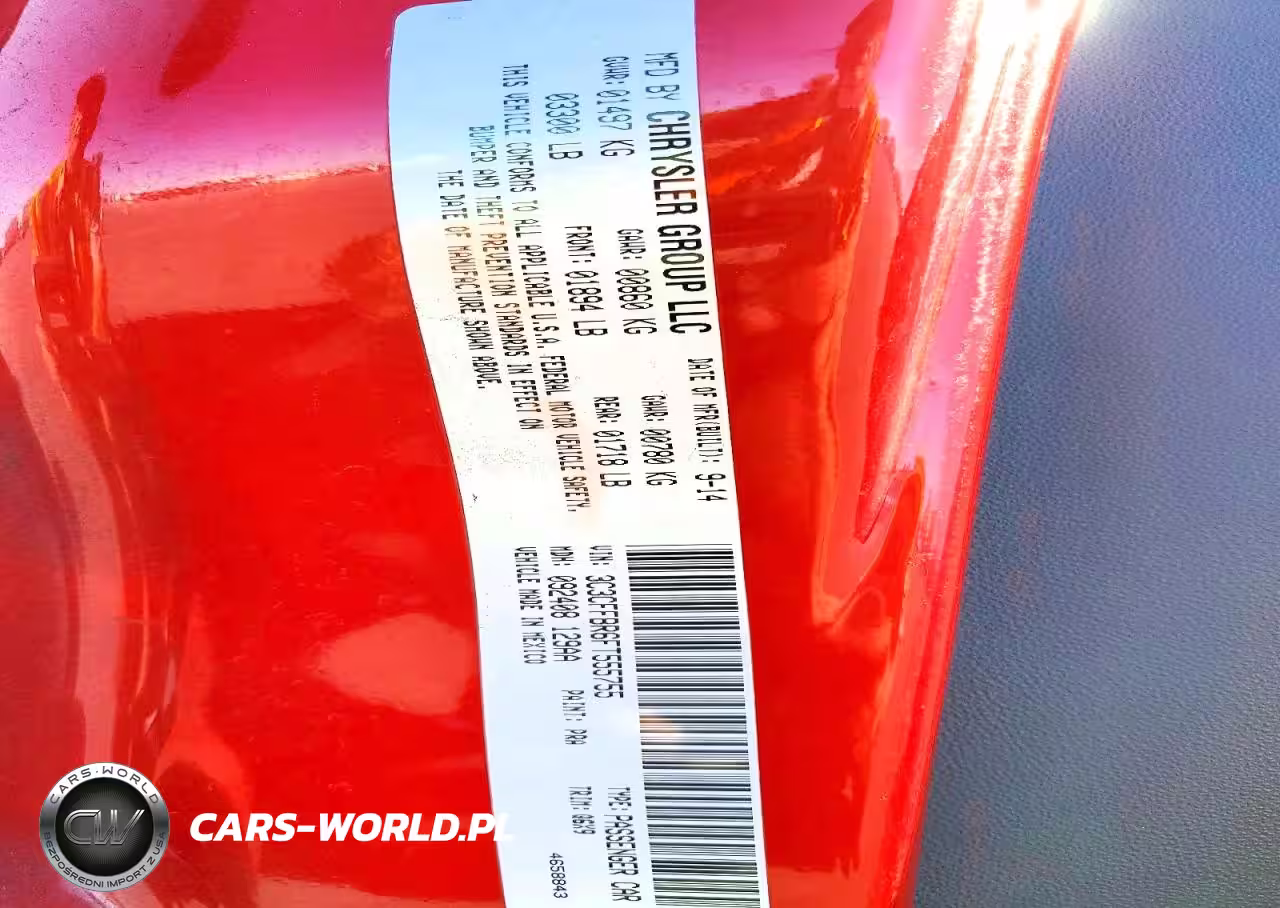 MFD BY CHRYSLER GROUP LLC DATE OF MFR(BUILT): 9-14
GVWR: 01497 KG GAWR: 00860 KG GAWR: 00780 KG
03300 LB FRONT: 01894 LB REAR: 01718 LB
THIS VEHICLE CONFORMS TO ALL APPLICABLE U.S.A. FEDERAL MOTOR VEHICLE SAFETY,
BUMPER AND THEFT PREVENTION STANDARDS IN EFFECT ON
THE DATE OF MANUFACTURE SHOWN ABOVE.
VIN: 3C3CFFBR6FT555755 TYPE: PASSENGER CAR
MDH: 092408 129AA PAINT: PRA TRIM: Q6X9
VEHICLE MADE IN MEXICO 4658843
CARS-WORLD
CW
BEZPOŚREDNI IMPORT Z USA
CARS-WORLD.PL